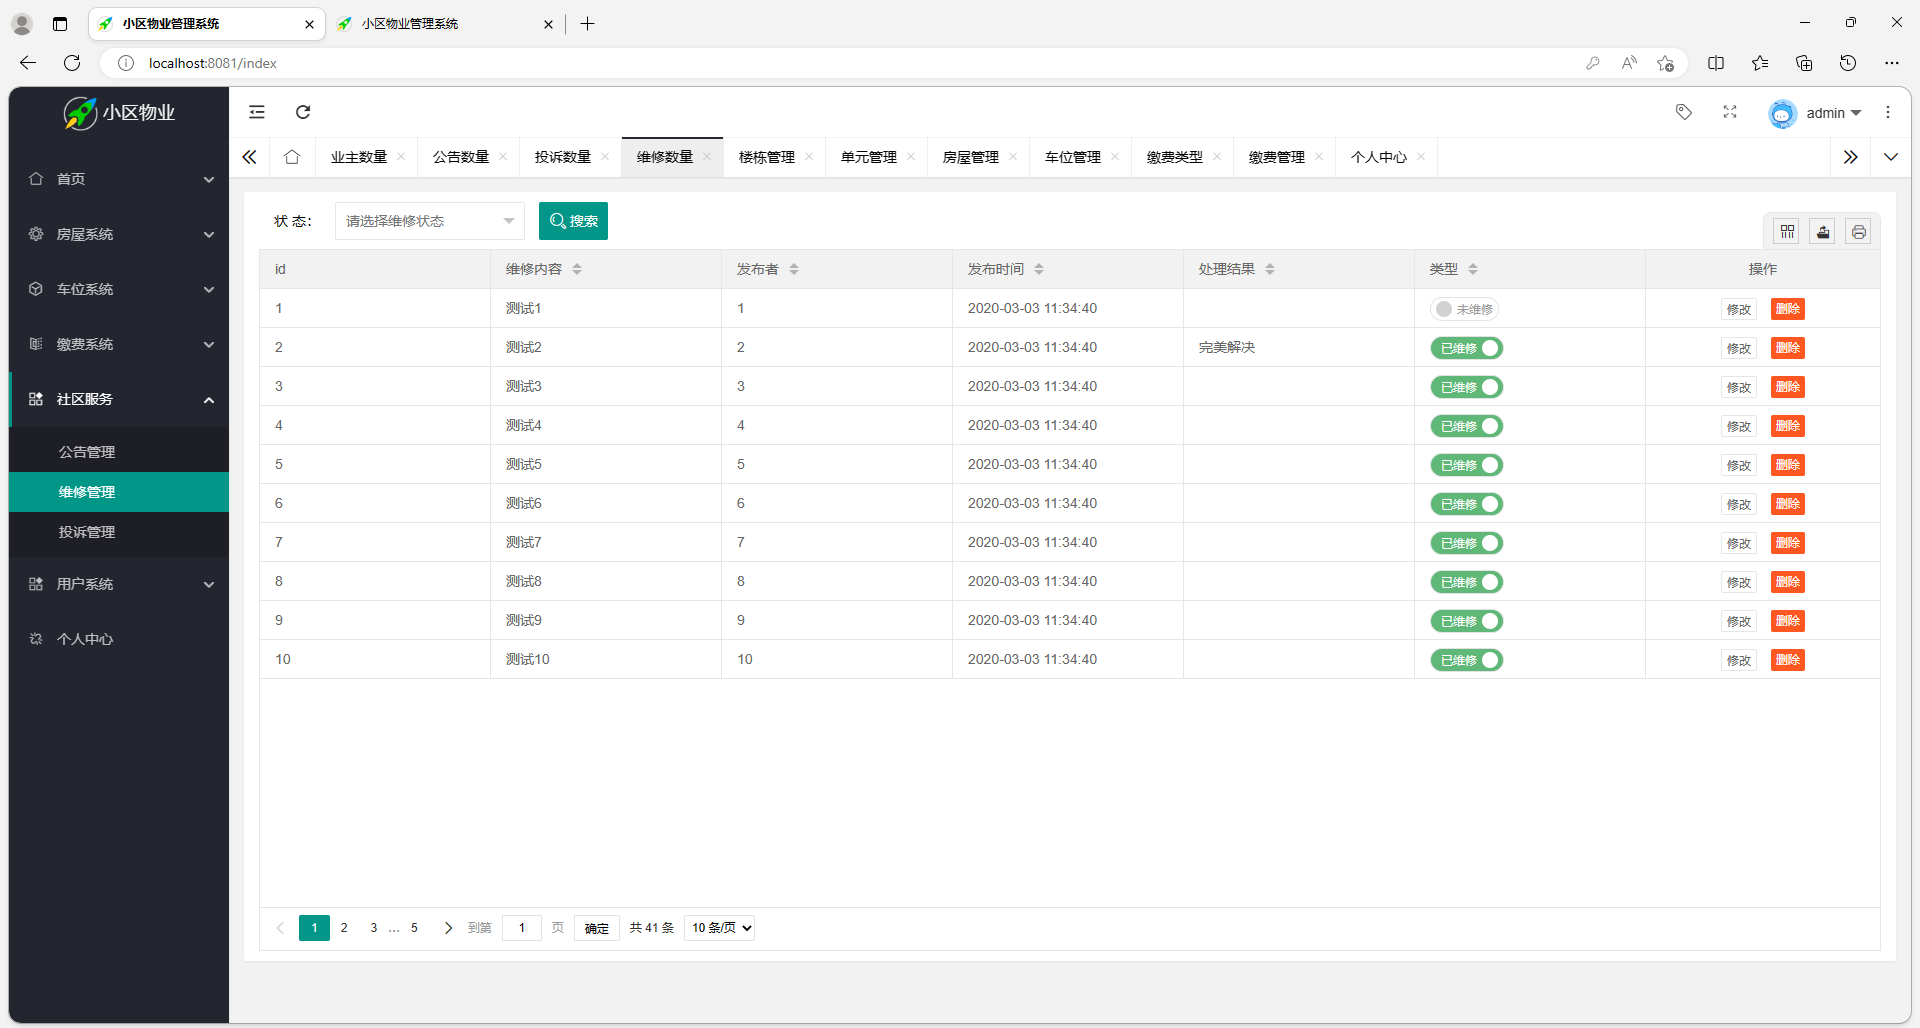 小区物业管理系统
小区物业管理系统
localhost:8081/index
小区物业
admin
业主数量 公告数量 投诉数量 维修数量 楼栋管理 单元管理 房屋管理 车位管理 缴费类型 缴费管理 个人中心
首页
房屋系统
车位系统
缴费系统
社区服务
公告管理
维修管理
投诉管理
用户系统
个人中心
状 态： 请选择维修状态 搜索
id 维修内容 发布者 发布时间 处理结果 类型 操作
1 测试1 1 2020-03-03 11:34:40 未维修 修改 删除
2 测试2 2 2020-03-03 11:34:40 完美解决 已维修 修改 删除
3 测试3 3 2020-03-03 11:34:40 已维修 修改 删除
4 测试4 4 2020-03-03 11:34:40 已维修 修改 删除
5 测试5 5 2020-03-03 11:34:40 已维修 修改 删除
6 测试6 6 2020-03-03 11:34:40 已维修 修改 删除
7 测试7 7 2020-03-03 11:34:40 已维修 修改 删除
8 测试8 8 2020-03-03 11:34:40 已维修 修改 删除
9 测试9 9 2020-03-03 11:34:40 已维修 修改 删除
10 测试10 10 2020-03-03 11:34:40 已维修 修改 删除
1 2 3 … 5 到第 1 页 确定 共 41 条 10 条/页